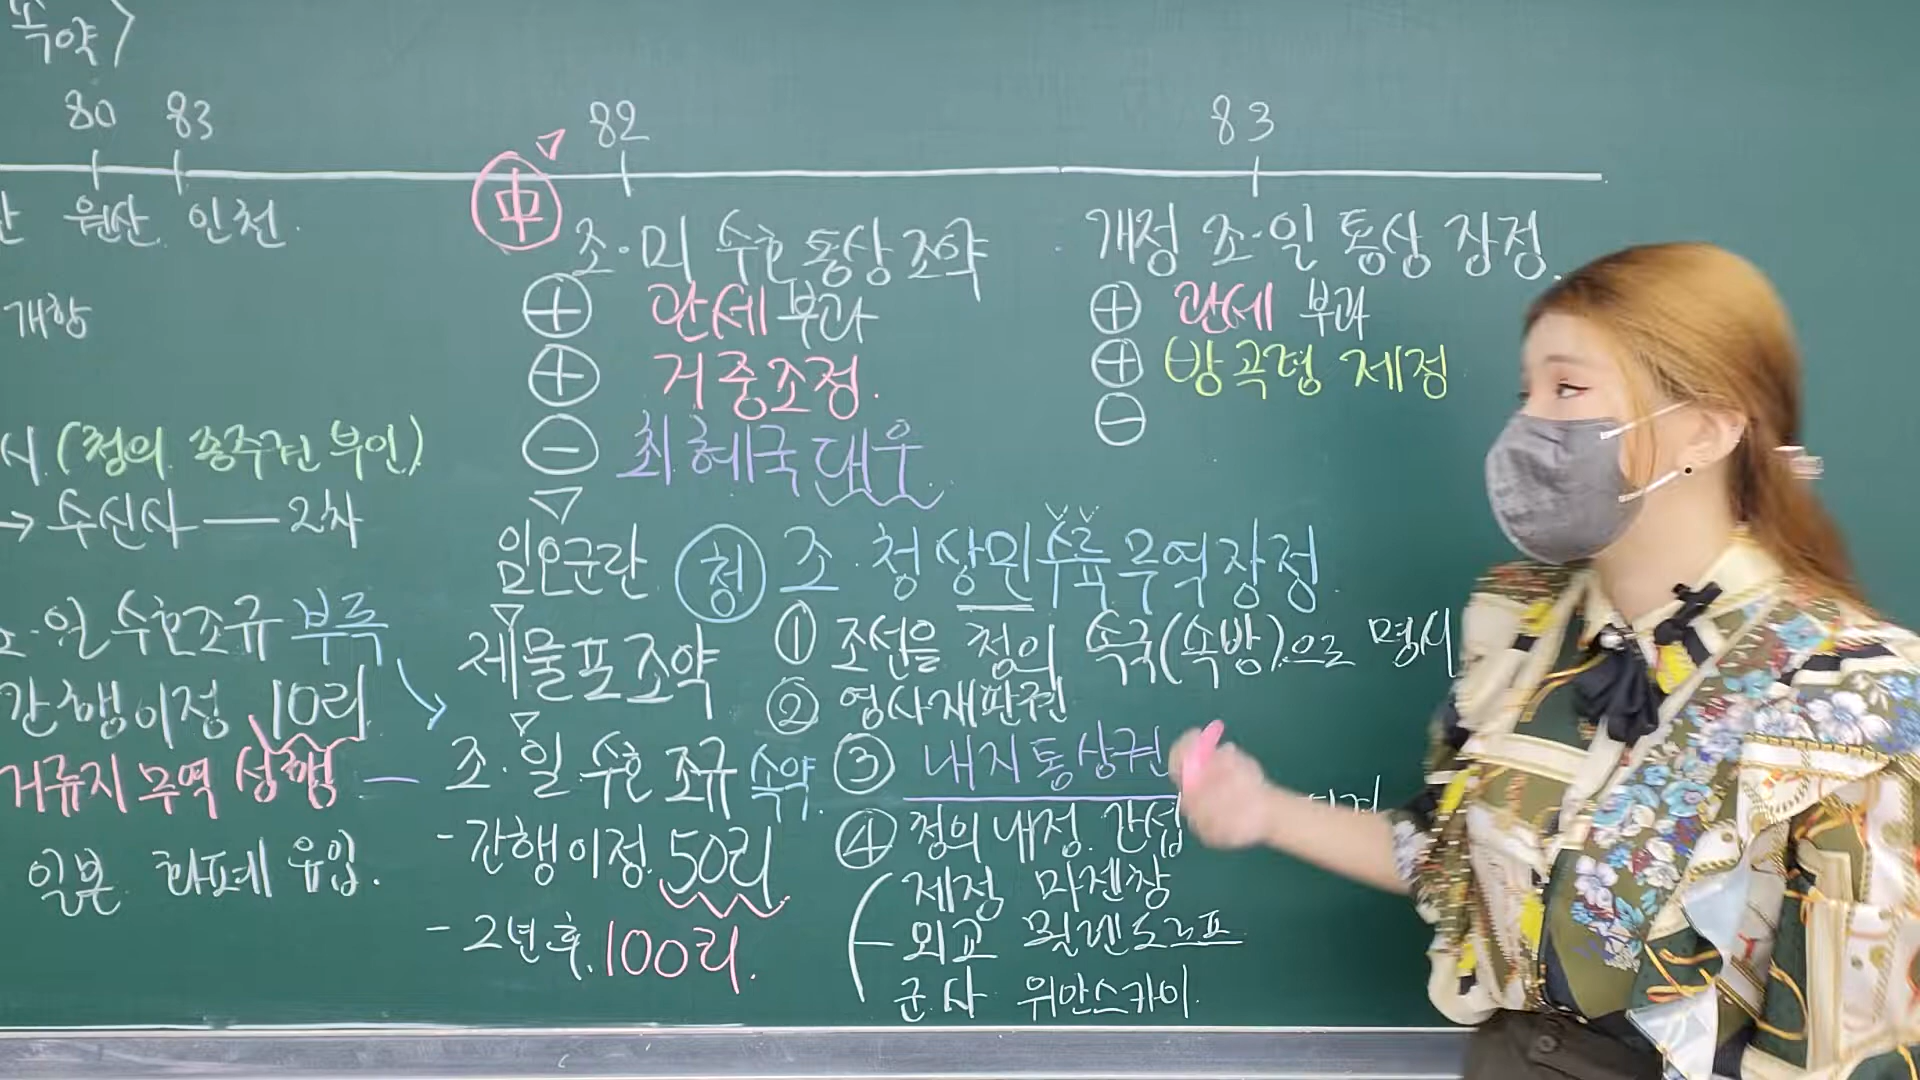 속약>
80 83
원산 인천.
개항
시 (청의 종주권 부인)
→ 수신사 — 2차
조·일 수호조규 부록
간행이정 10리
거류지 무역 성행
일본 화폐 유입.
82
中
조·미 수호통상조약
⊕ 관세 부과
⊕ 거중조정.
⊖ 최혜국대우
임오군란
제물포조약
조·일 수호조규 속약.
- 간행이정 50리
- 2년 후, 100리.
청 조·청 상민수륙무역장정
① 조선을 청의 속국(속방)으로 명시
② 영사재판권
③ 내지통상권
④ 청의 내정 간섭
제정 마젠창
외교 묄렌도르프
군사 위안스카이.
83
개정 조·일 통상 장정.
⊕ 관세 부과
⊕ 방곡령 제정
⊖